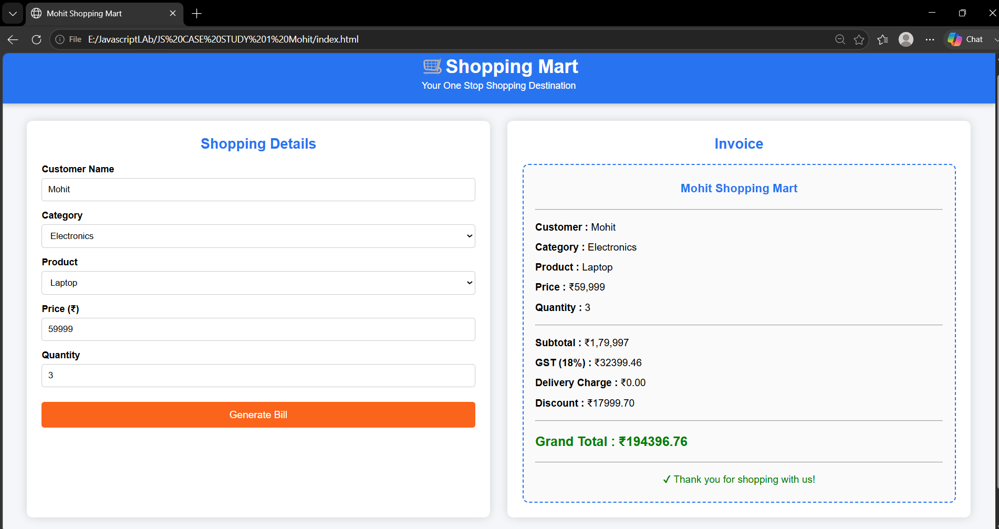 Mohit Shopping Mart
File E:/JavascriptLAb/JS%20CASE%20STUDY%201%20Mohit/index.html
Chat
Shopping Mart
Your One Stop Shopping Destination
Shopping Details
Customer Name
Mohit
Category
Electronics
Product
Laptop
Price (₹)
59999
Quantity
3
Generate Bill
Invoice
Mohit Shopping Mart
Customer : Mohit
Category : Electronics
Product : Laptop
Price : ₹59,999
Quantity : 3
Subtotal : ₹1,79,997
GST (18%) : ₹32399.46
Delivery Charge : ₹0.00
Discount : ₹17999.70
Grand Total : ₹194396.76
✓ Thank you for shopping with us!